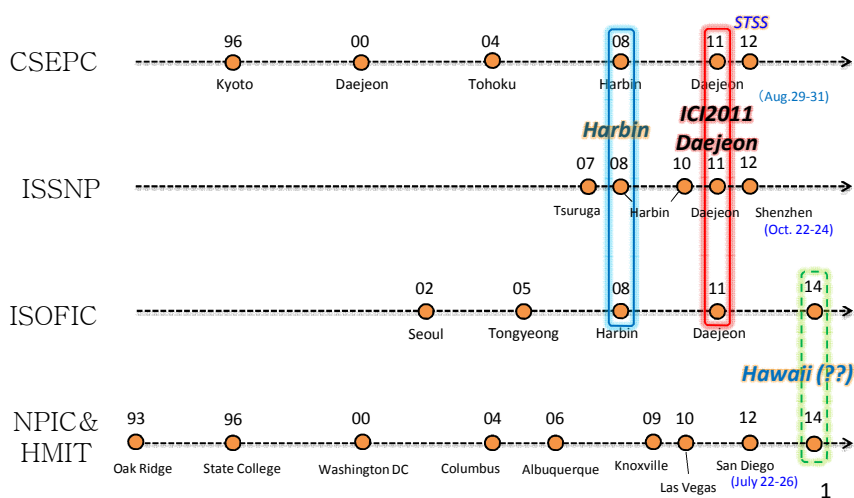 STSS
96 00 04 08 11 12
CSEPC
Kyoto Daejeon Tohoku Harbin Daejeon
(Aug.29-31)
Harbin
ICI2011
Daejeon
07 08 10 11 12
ISSNP
Tsuruga Harbin Daejeon Shenzhen
(Oct. 22-24)
02 05 08 11 14
ISOFIC
Seoul Tongyeong Harbin Daejeon
Hawaii (??)
93 96 00 04 06 09 10 12 14
NPIC&
HMIT
Oak Ridge State College Washington DC Columbus Albuquerque Knoxville San Diego
Las Vegas (July 22-26)
1